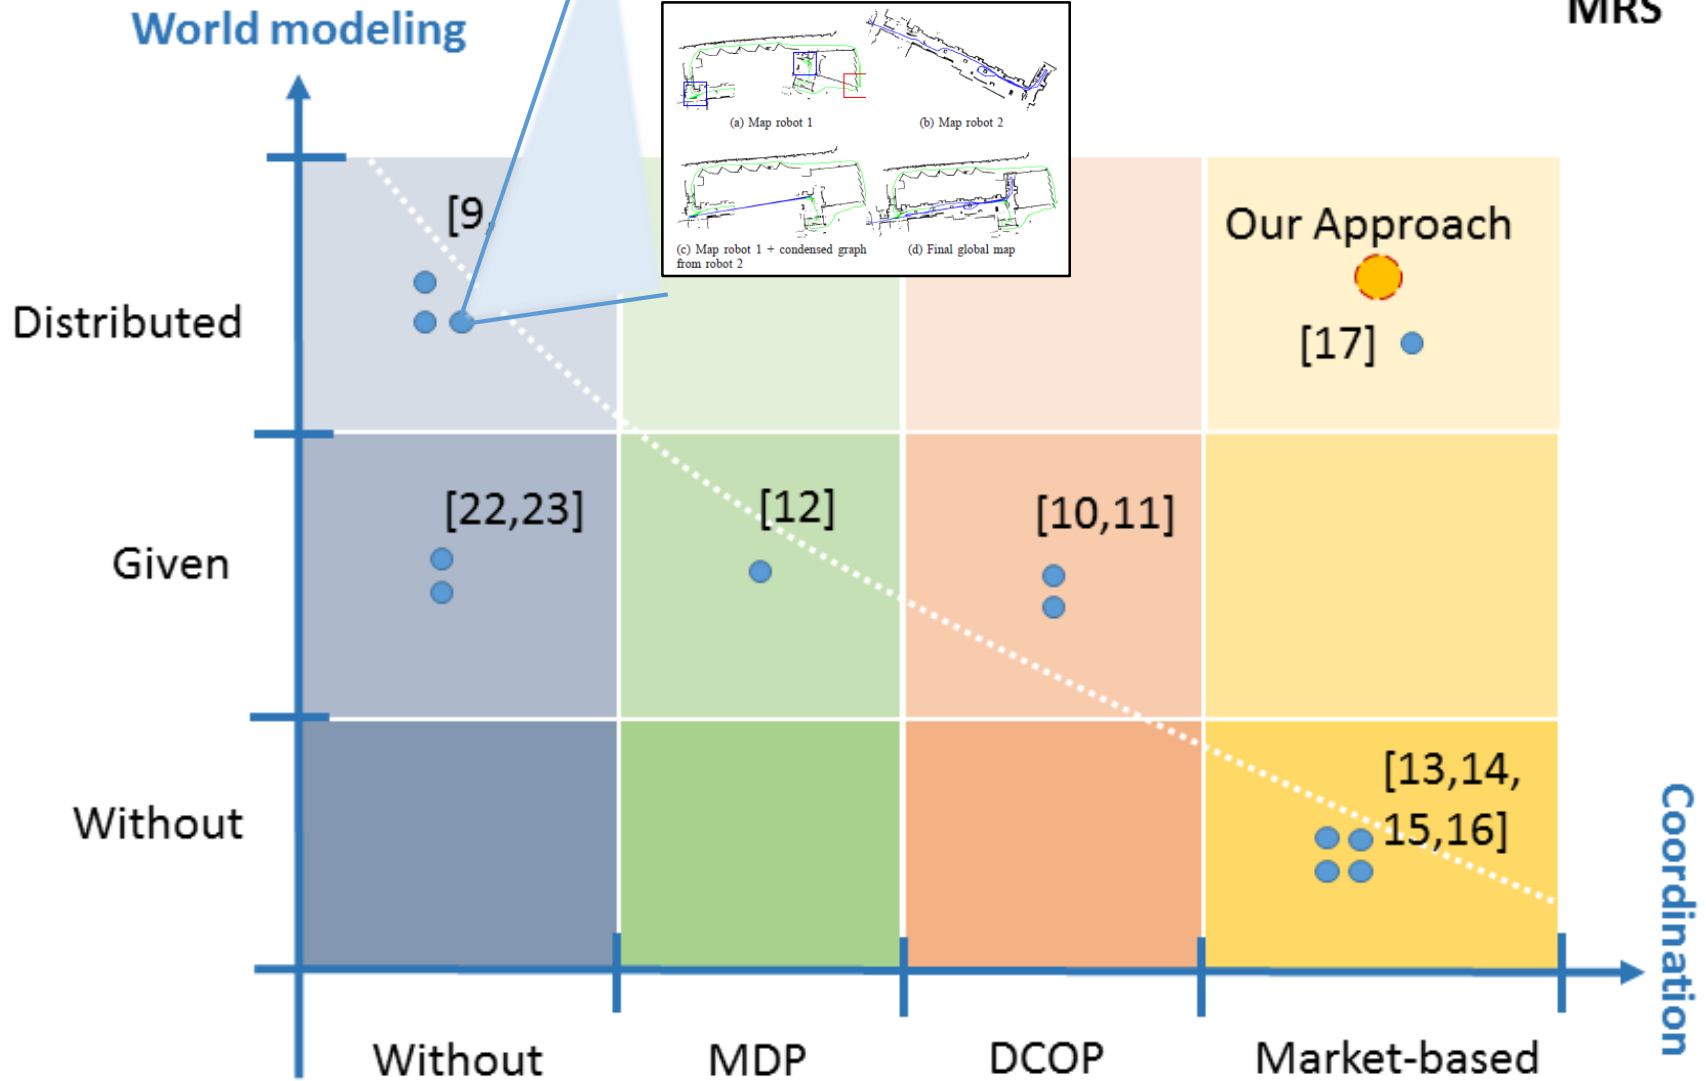 World modeling
MRS
(a) Map robot 1
(b) Map robot 2
(c) Map robot 1 + condensed graph
from robot 2
(d) Final global map
[9,
Our Approach
Distributed
[17]
[22,23]
[12]
[10,11]
Given
[13,14,
15,16]
Without
Coordination
Without
MDP
DCOP
Market-based